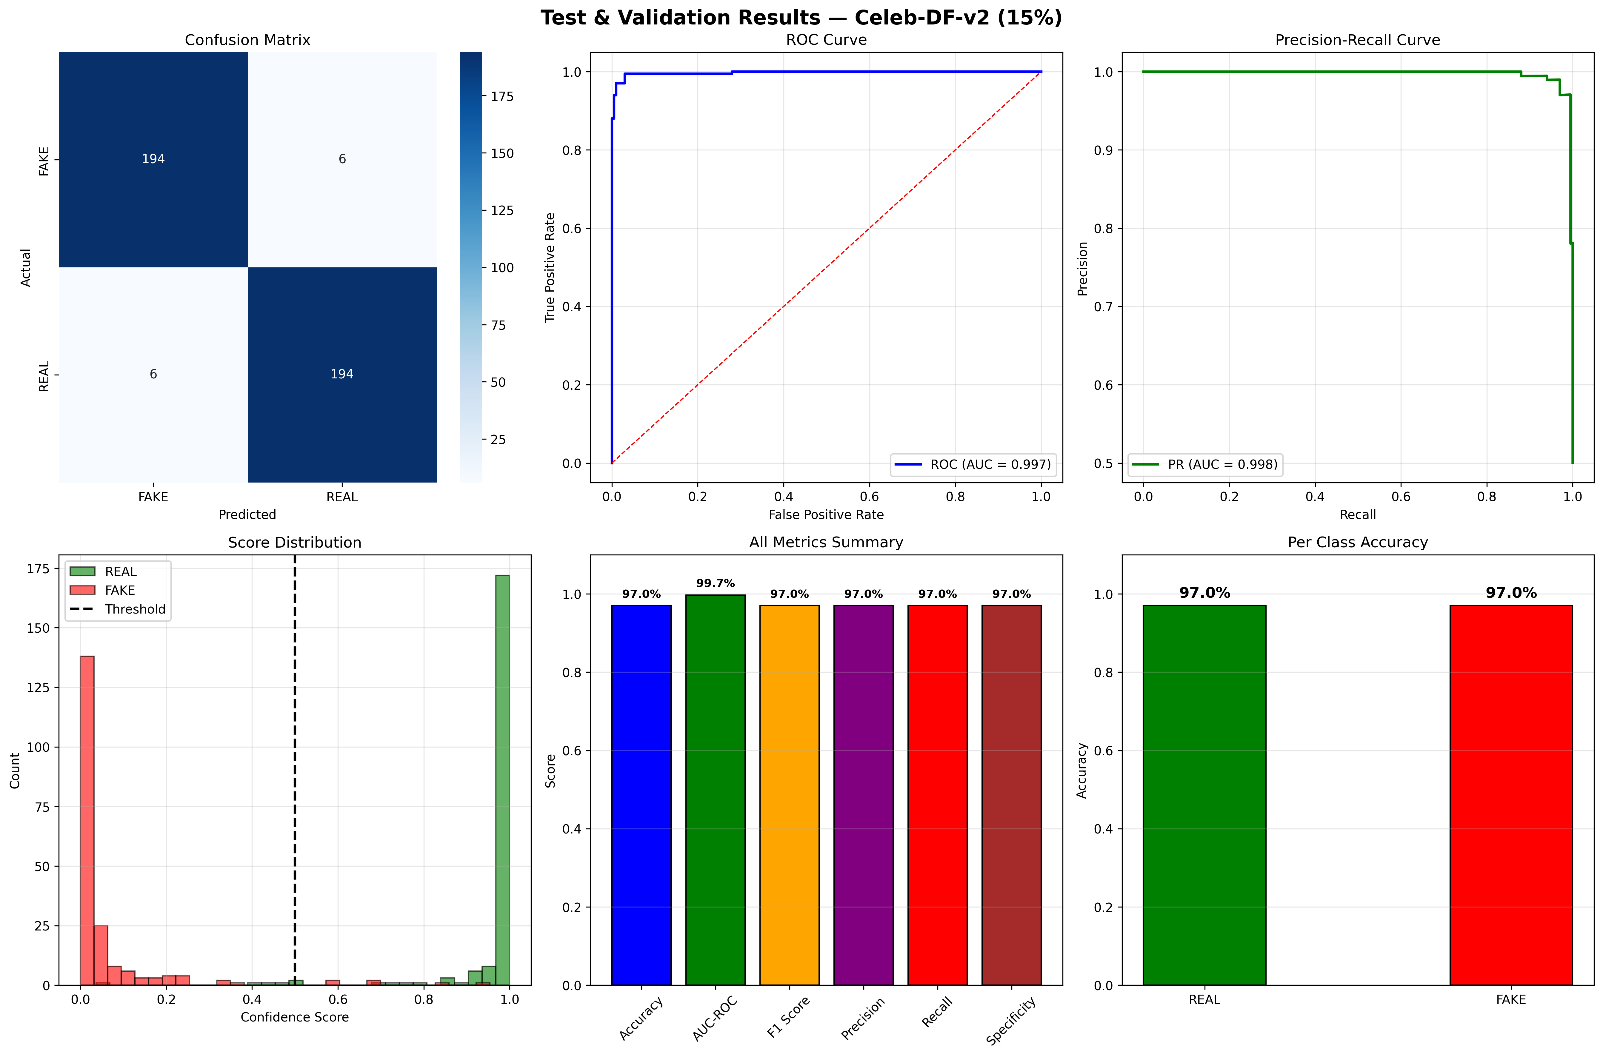 Test & Validation Results — Celeb-DF-v2 (15%)
Confusion Matrix
FAKE
REAL
Actual
194
6
6
194
FAKE
REAL
Predicted
175
150
125
100
75
50
25
ROC Curve
True Positive Rate
1.0
0.8
0.6
0.4
0.2
0.0
ROC (AUC = 0.997)
0.0 0.2 0.4 0.6 0.8 1.0
False Positive Rate
Precision-Recall Curve
Precision
1.0
0.9
0.8
0.7
0.6
0.5
PR (AUC = 0.998)
0.0 0.2 0.4 0.6 0.8 1.0
Recall
Score Distribution
Count
175
150
125
100
75
50
25
0
REAL
FAKE
Threshold
0.0 0.2 0.4 0.6 0.8 1.0
Confidence Score
All Metrics Summary
Score
1.0
0.8
0.6
0.4
0.2
0.0
97.0% 99.7% 97.0% 97.0% 97.0% 97.0%
Accuracy
AUC-ROC
F1 Score
Precision
Recall
Specificity
Per Class Accuracy
Accuracy
1.0
0.8
0.6
0.4
0.2
0.0
97.0% 97.0%
REAL FAKE